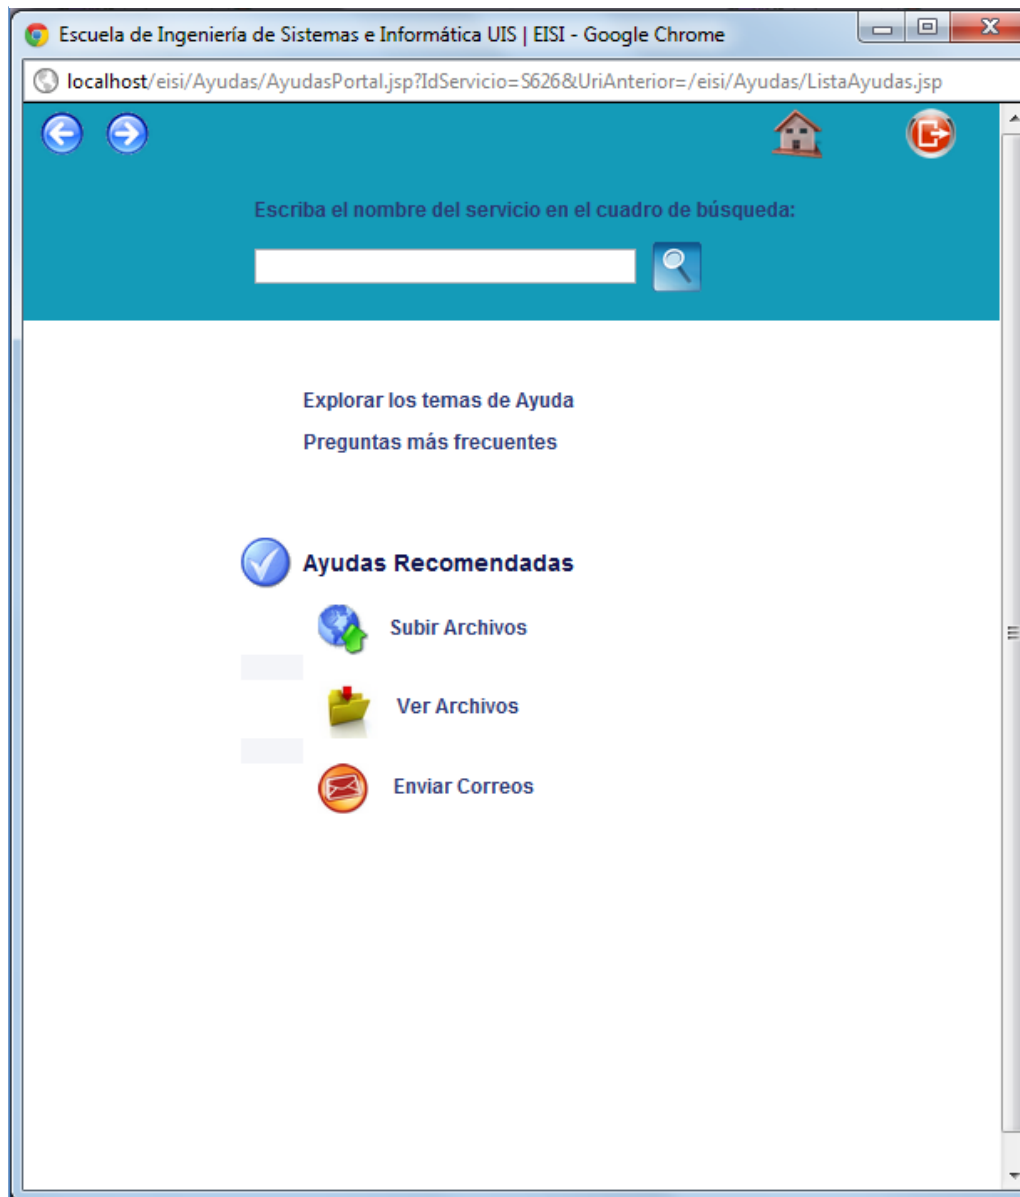 Escuela de Ingeniería de Sistemas e Informática UIS | EISI - Google Chrome
localhost/eisi/Ayudas/AyudasPortal.jsp?IdServicio=S626&UriAnterior=/eisi/Ayudas/ListaAyudas.jsp
Escriba el nombre del servicio en el cuadro de búsqueda:
Explorar los temas de Ayuda
Preguntas más frecuentes
Ayudas Recomendadas
Subir Archivos
Ver Archivos
Enviar Correos